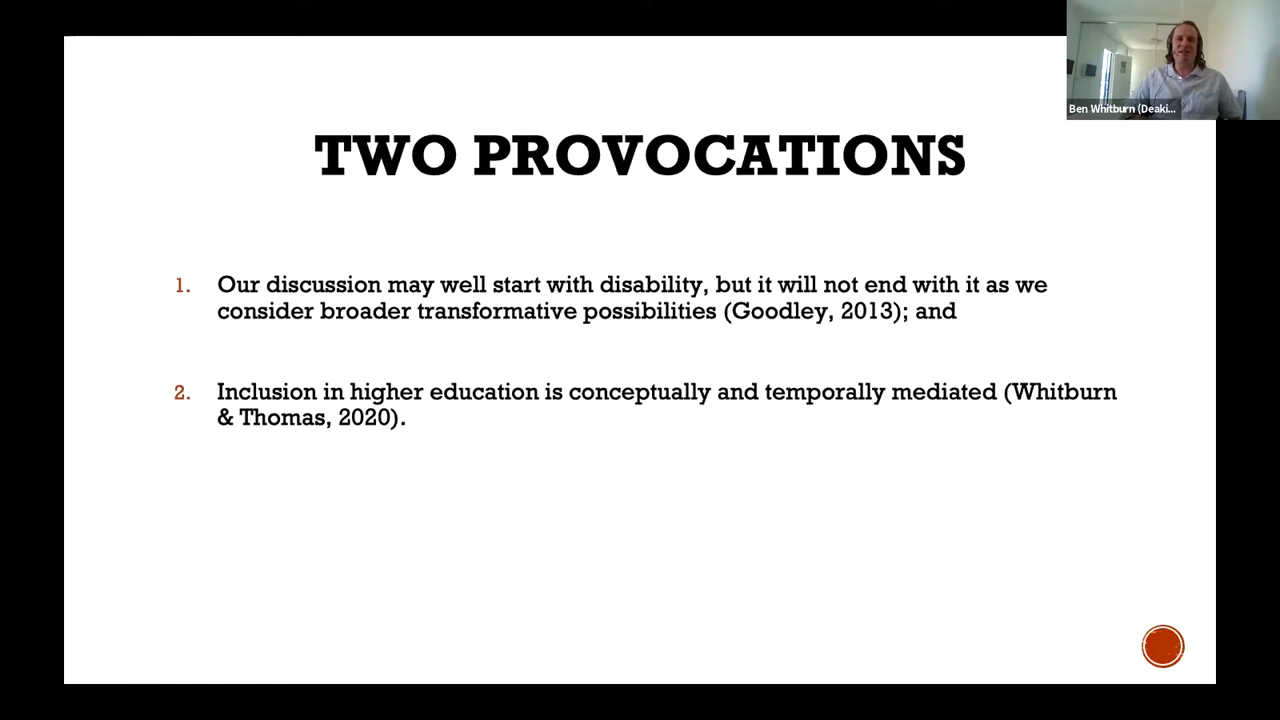 Ben Whitburn (Deaki...
TWO PROVOCATIONS
1. Our discussion may well start with disability, but it will not end with it as we
consider broader transformative possibilities (Goodley, 2013); and
2. Inclusion in higher education is conceptually and temporally mediated (Whitburn
& Thomas, 2020).